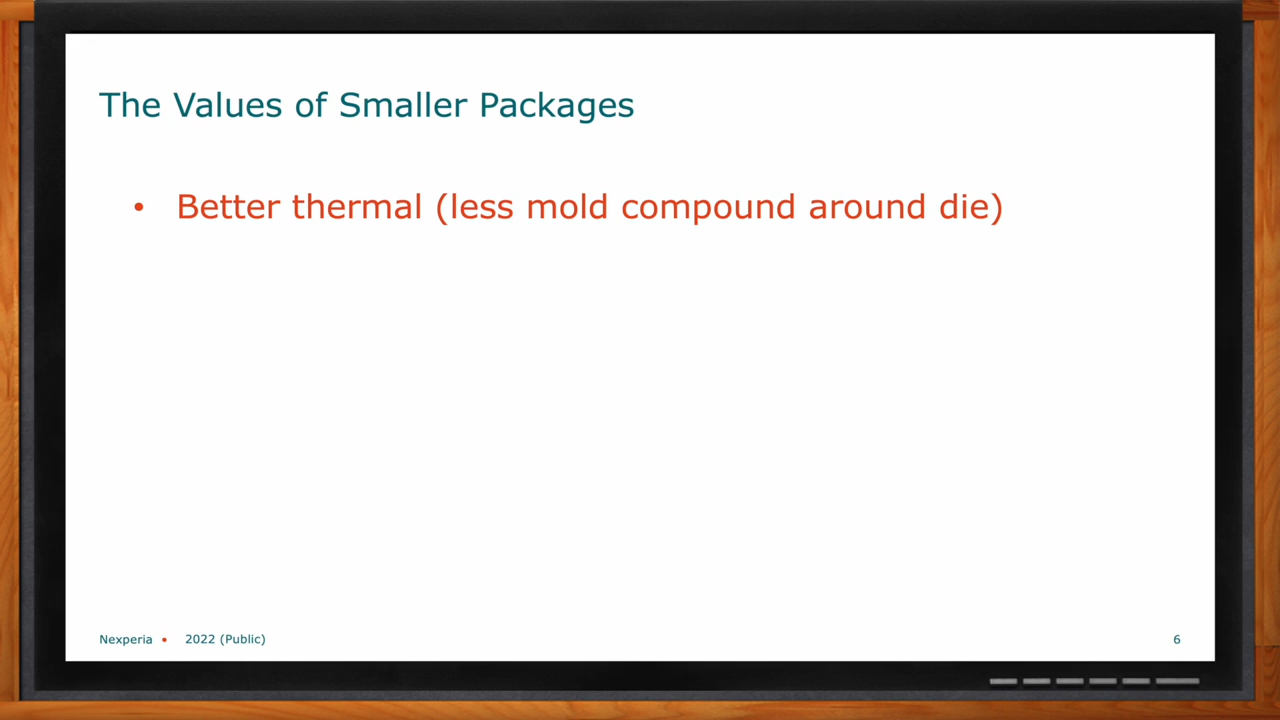 The Values of Smaller Packages
• Better thermal (less mold compound around die)
Nexperia • 2022 (Public)
6